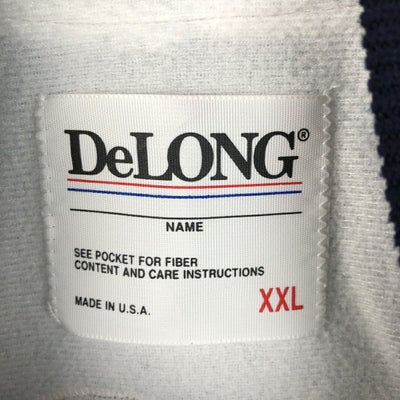 DeLONG®
NAME
SEE POCKET FOR FIBER
CONTENT AND CARE INSTRUCTIONS
MADE IN U.S.A.
XXL